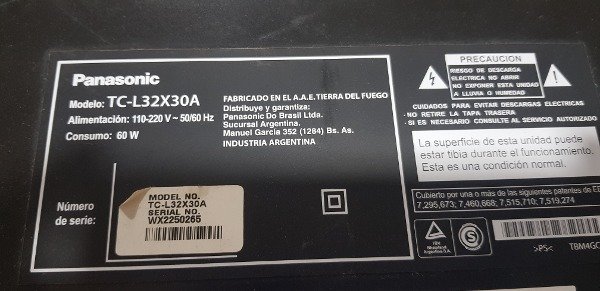 Panasonic
Modelo: TC-L32X30A
Alimentación: 110-220 V ~ 50/60 Hz
Consumo: 60 W
FABRICADO EN EL A.A.E. TIERRA DEL FUEGO
Distribuye y garantiza:
Panasonic Do Brasil Ltda.
Sucursal Argentina.
Manuel García 352 (1284) Bs. As.
INDUSTRIA ARGENTINA
Número
de serie:
MODEL NO.
TC-L32X30A
SERIAL NO.
WX2250265
PRECAUCION
RIESGO DE DESCARGA
ELECTRICA NO ABRIR
NO EXPONER ESTA UNIDAD
A LLUVIA O HUMEDAD
CUIDADOS PARA EVITAR DESCARGAS ELECTRICAS
· NO RETIRE LA TAPA TRASERA
· SI ES NECESARIO CONSULTE AL SERVICIO AUTORIZADO
La superficie de esta unidad puede
estar tibia durante el funcionamiento.
Esta es una condición normal.
Cubierto por una o más de las siguientes patentes de
7,295,673; 7,460,668; 7,515,710; 7,519,274
TÜV
Rheinland
Argentina S.A.
S
>PS<
TBM4GC